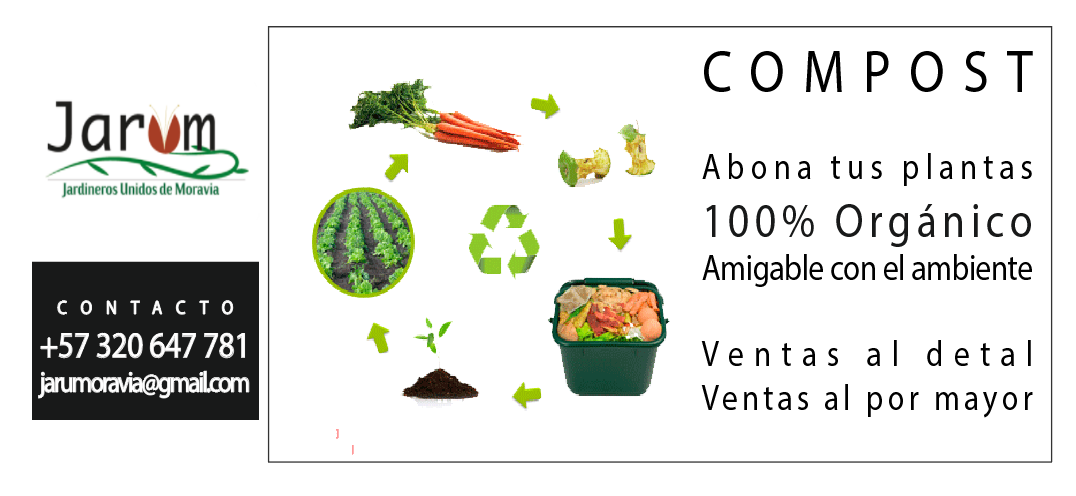 Jarum
Jardineros Unidos de Moravia
CONTACTO
+57 320 647 781
jarumoravia@gmail.com
COMPOST
Abona tus plantas
100% Orgánico
Amigable con el ambiente
Ventas al detal
Ventas al por mayor